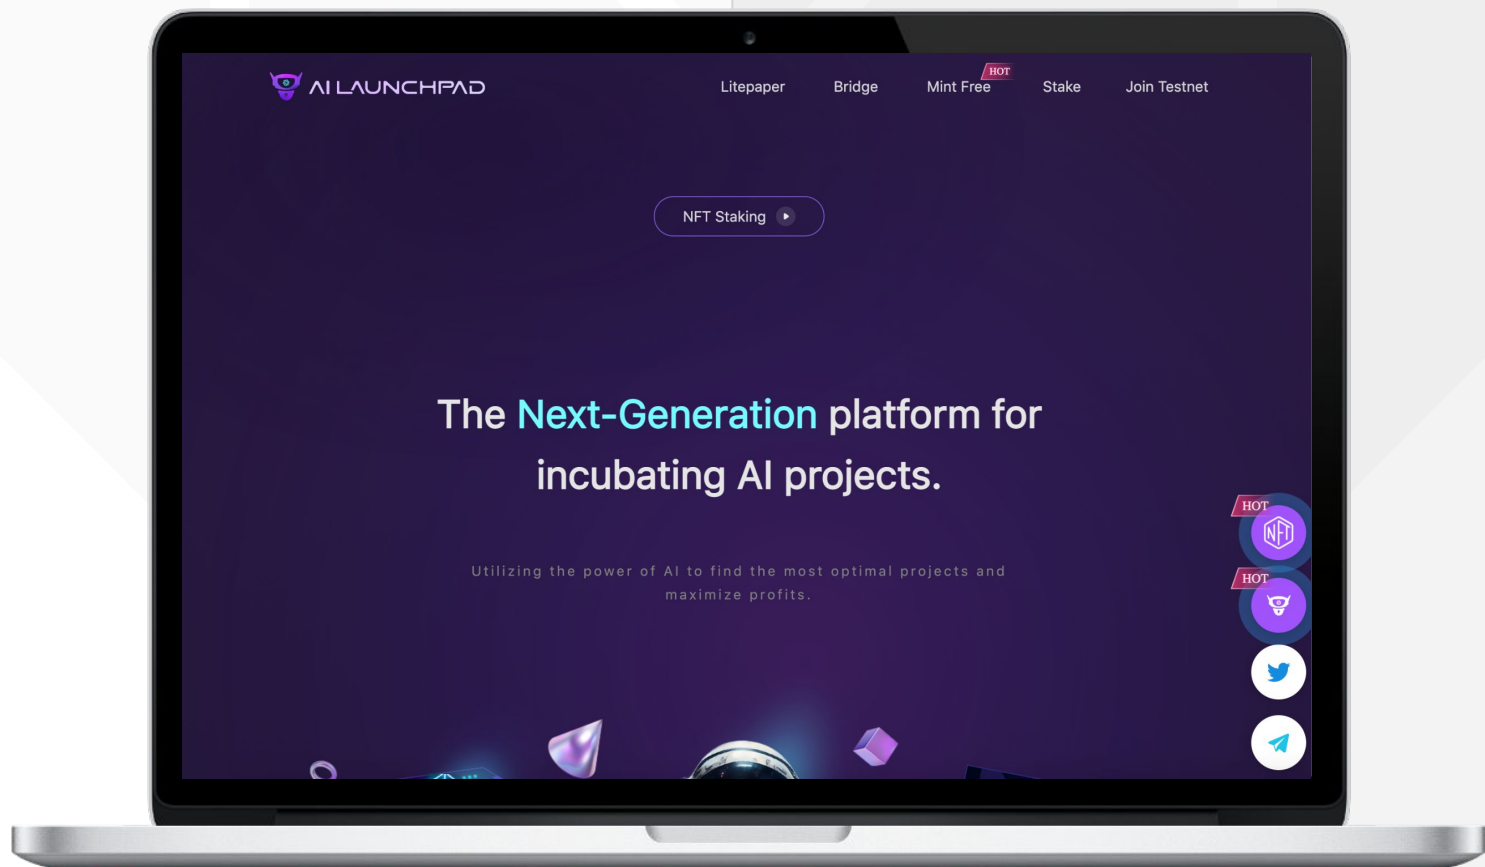 AI LAUNCHPAD
Litepaper
Bridge
Mint Free
HOT
Stake
Join Testnet
NFT Staking
The Next-Generation platform for
incubating AI projects.
Utilizing the power of AI to find the most optimal projects and
maximize profits.
HOT
NFT
HOT